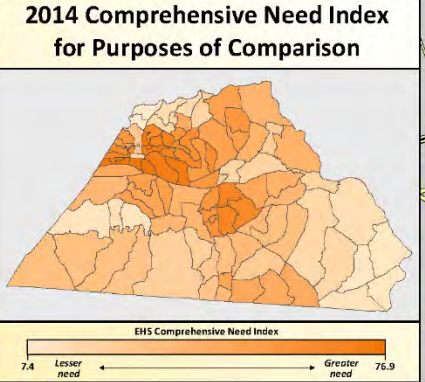 2014 Comprehensive Need Index
for Purposes of Comparison
EHS Comprehensive Need Index
7.4 Lesser need Greater need 76.9